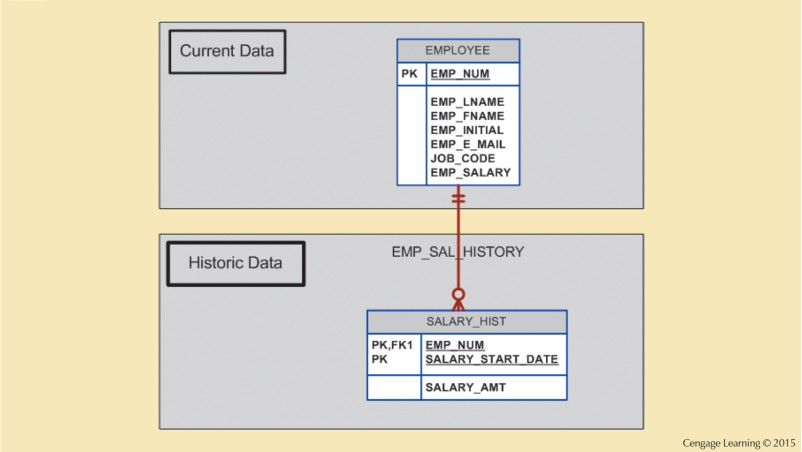 Current Data
EMPLOYEE
PK EMP_NUM
EMP_LNAME
EMP_FNAME
EMP_INITIAL
EMP_E_MAIL
JOB_CODE
EMP_SALARY
Historic Data
EMP_SAL_HISTORY
SALARY_HIST
PK,FK1 EMP_NUM
PK SALARY_START_DATE
SALARY_AMT
Cengage Learning © 2015